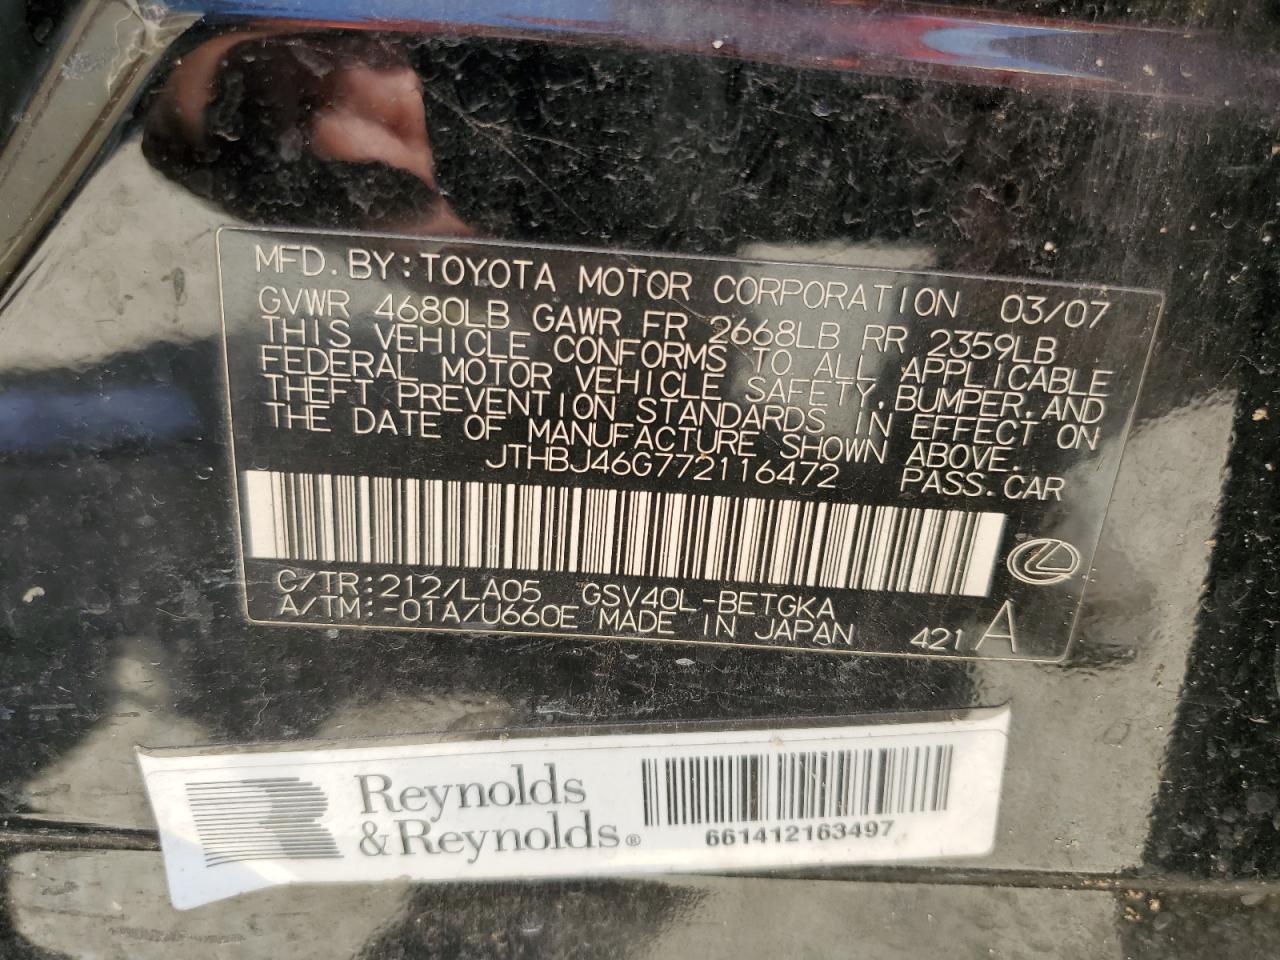 MFD. BY: TOYOTA MOTOR CORPORATION 03/07
GVWR 4680LB GAWR FR 2668LB RR 2359LB
THIS VEHICLE CONFORMS TO ALL APPLICABLE
FEDERAL MOTOR VEHICLE SAFETY, BUMPER, AND
THEFT PREVENTION STANDARDS IN EFFECT ON
THE DATE OF MANUFACTURE SHOWN ABOVE.
JTHBJ46G772116472 PASS. CAR
C/TR: 212/LA05 GSV40L-BETGKA
A/TM: -01A/U660E MADE IN JAPAN 421 A
Reynolds
&Reynolds®
661412163497